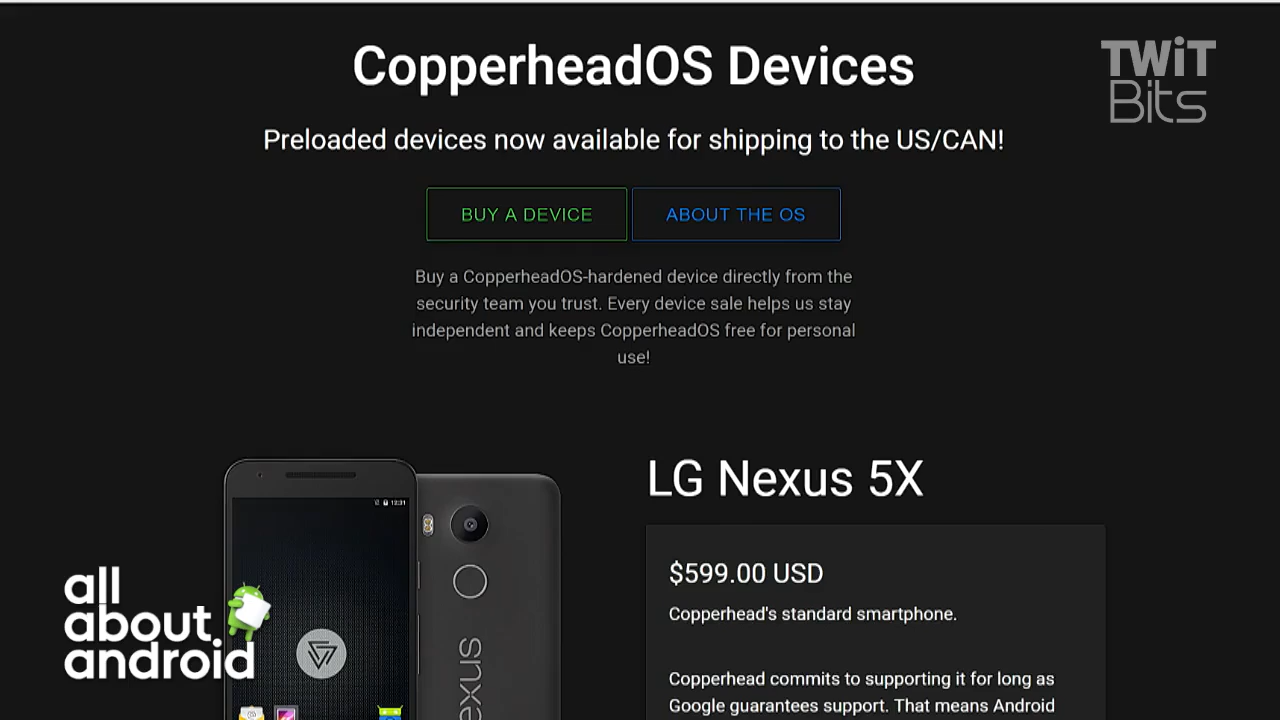 CopperheadOS Devices
TWiT
Bits
Preloaded devices now available for shipping to the US/CAN!
BUY A DEVICE
ABOUT THE OS
Buy a CopperheadOS-hardened device directly from the
security team you trust. Every device sale helps us stay
independent and keeps CopperheadOS free for personal
use!
LG Nexus 5X
12:31
$599.00 USD
Copperhead's standard smartphone.
nexus
all
about
android
Copperhead commits to supporting it for long as
Google guarantees support. That means Android